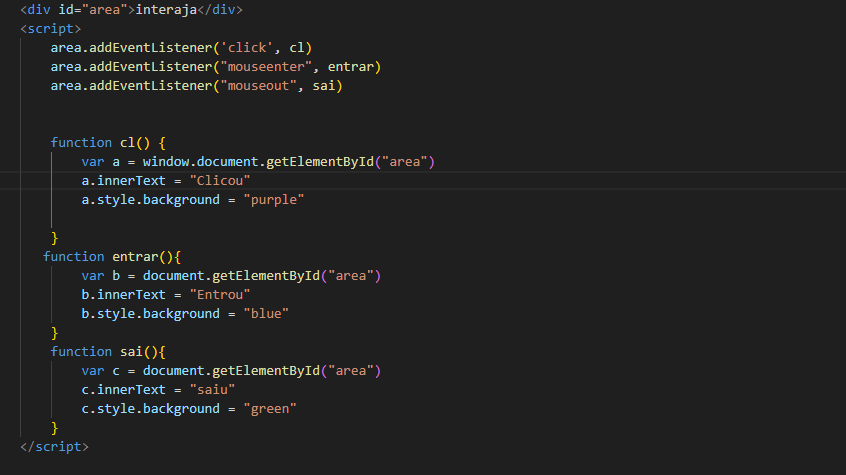 <div id="area">interaja</div>
<script>
area.addEventListener('click', cl)
area.addEventListener("mouseenter", entrar)
area.addEventListener("mouseout", sai)
function cl() {
var a = window.document.getElementById("area")
a.innerText = "Clicou"
a.style.background = "purple"
}
function entrar(){
var b = document.getElementById("area")
b.innerText = "Entrou"
b.style.background = "blue"
}
function sai(){
var c = document.getElementById("area")
c.innerText = "saiu"
c.style.background = "green"
}
</script>